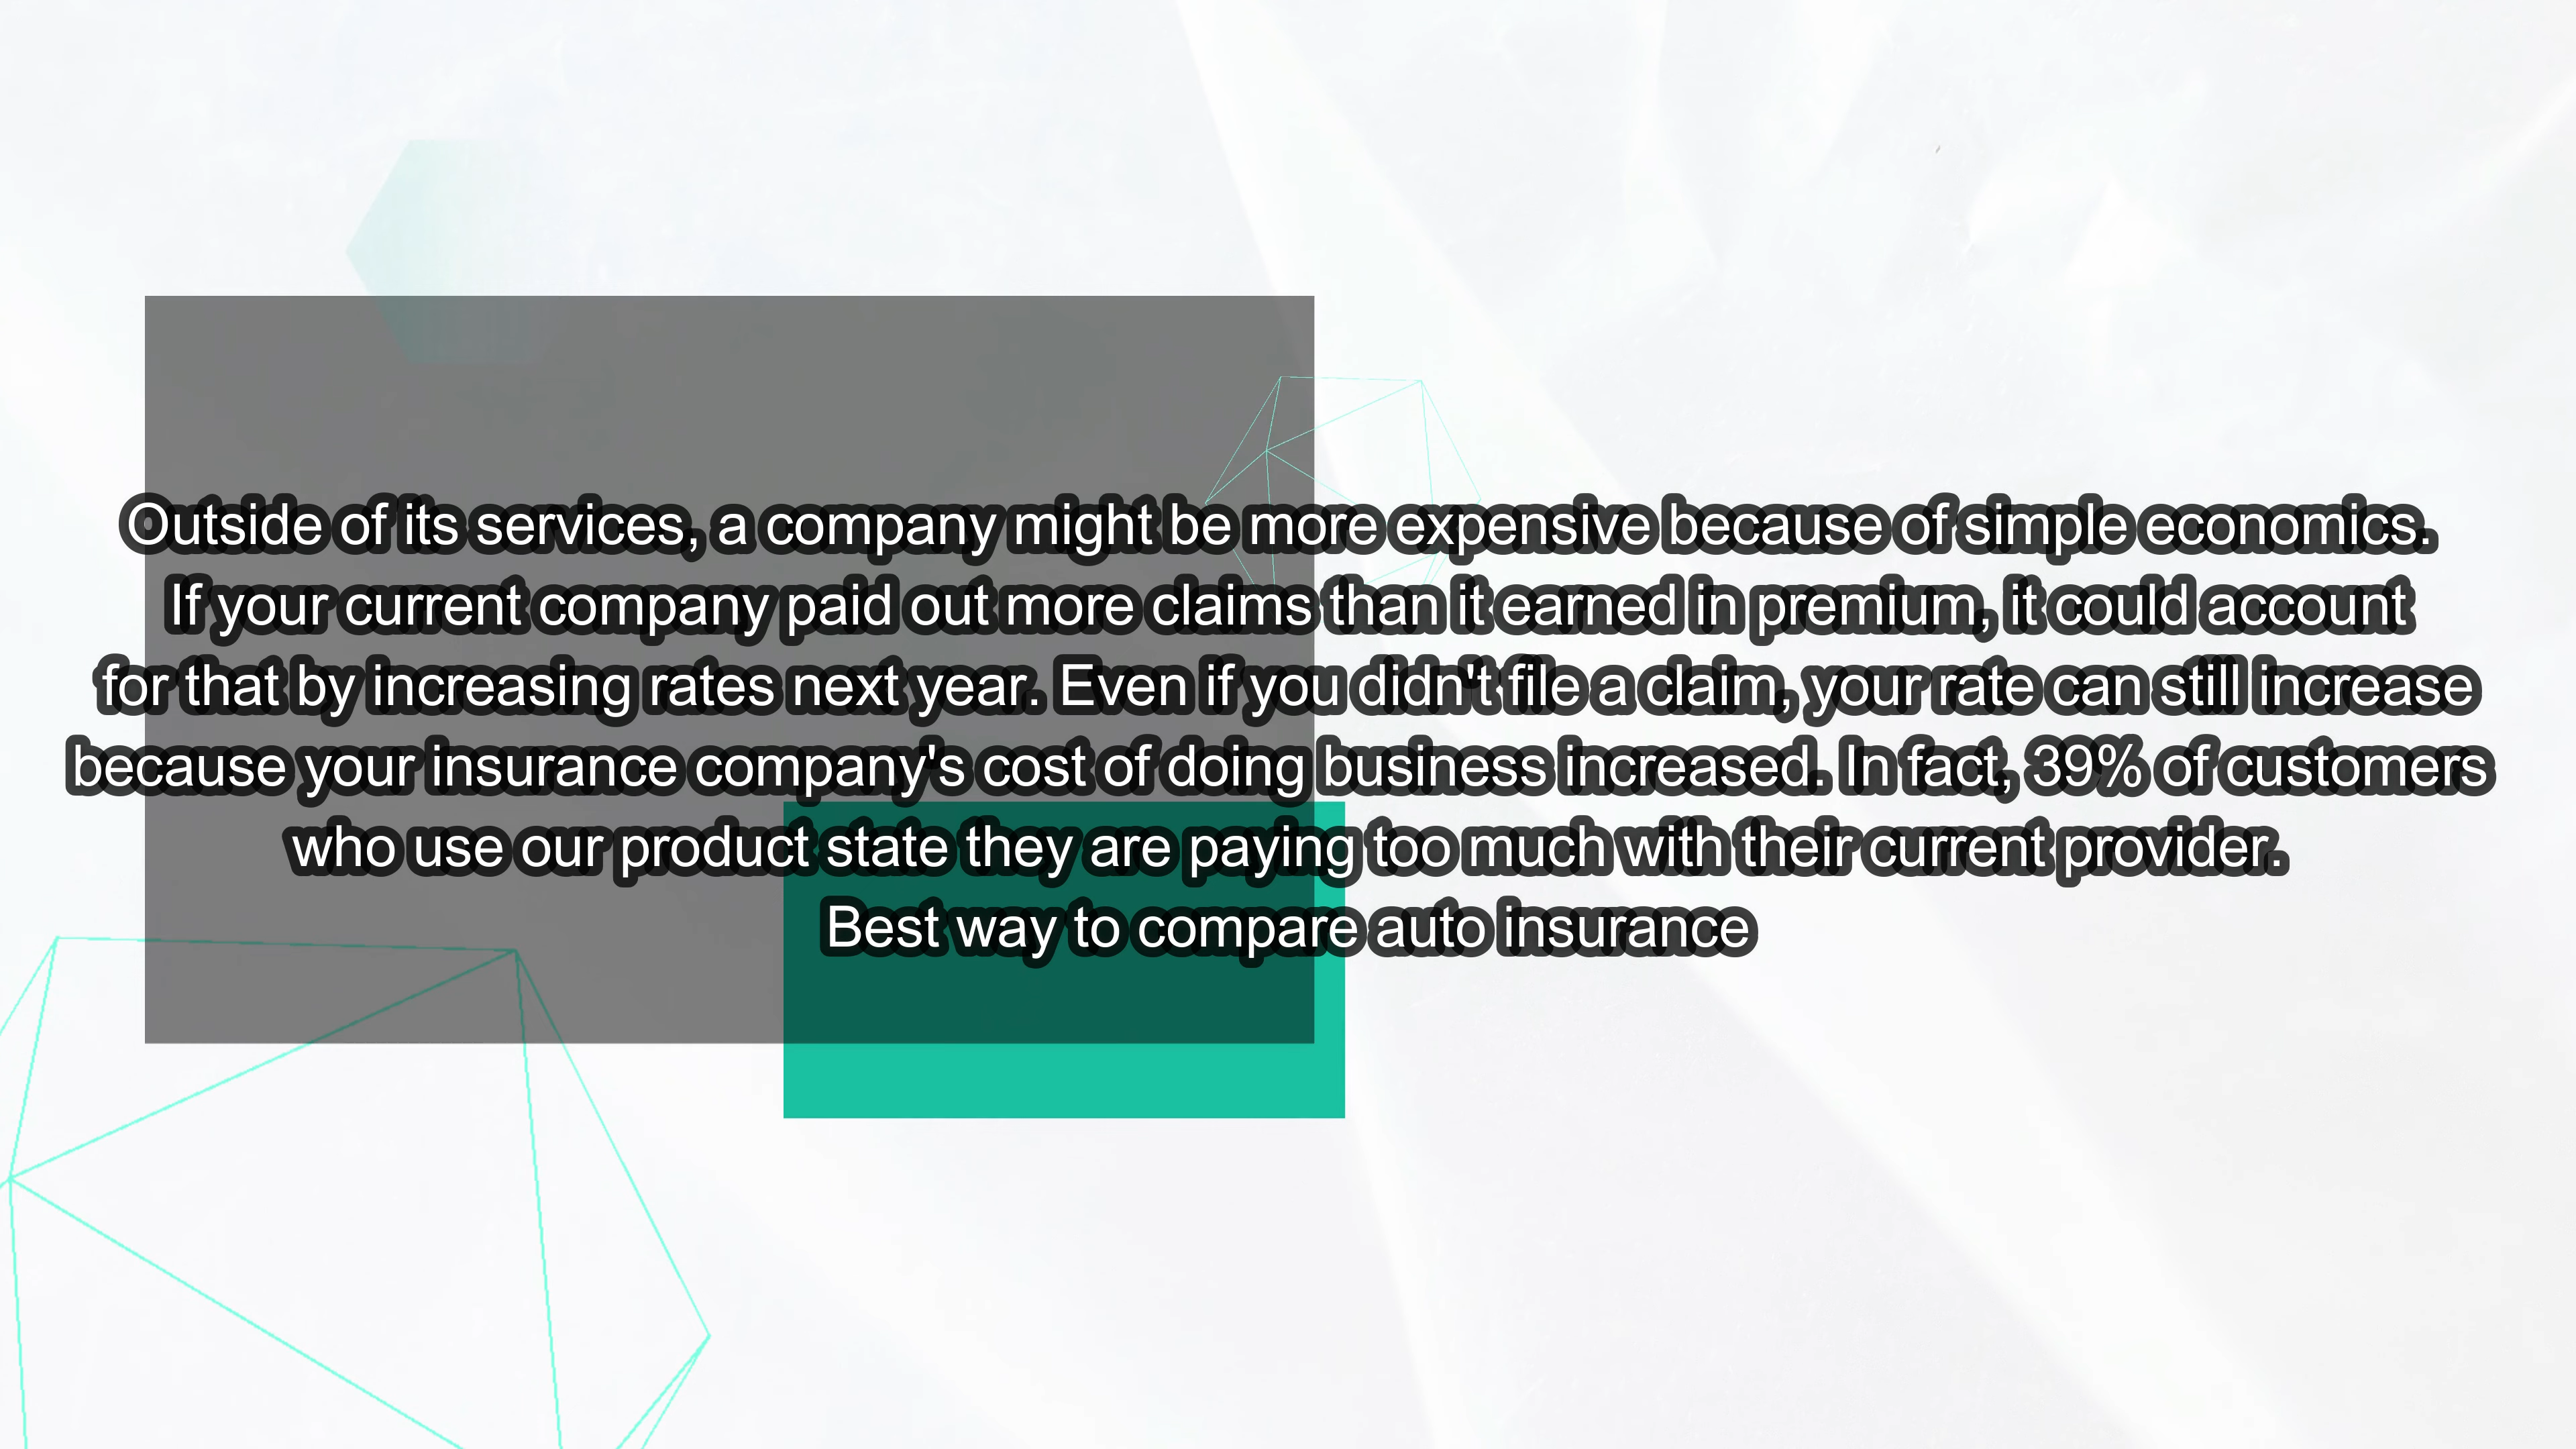 Outside of its services, a company might be more expensive because of simple economics.
If your current company paid out more claims than it earned in premium, it could account
for that by increasing rates next year. Even if you didn't file a claim, your rate can still increase
because your insurance company's cost of doing business increased. In fact, 39% of customers
who use our product state they are paying too much with their current provider.
Best way to compare auto insurance